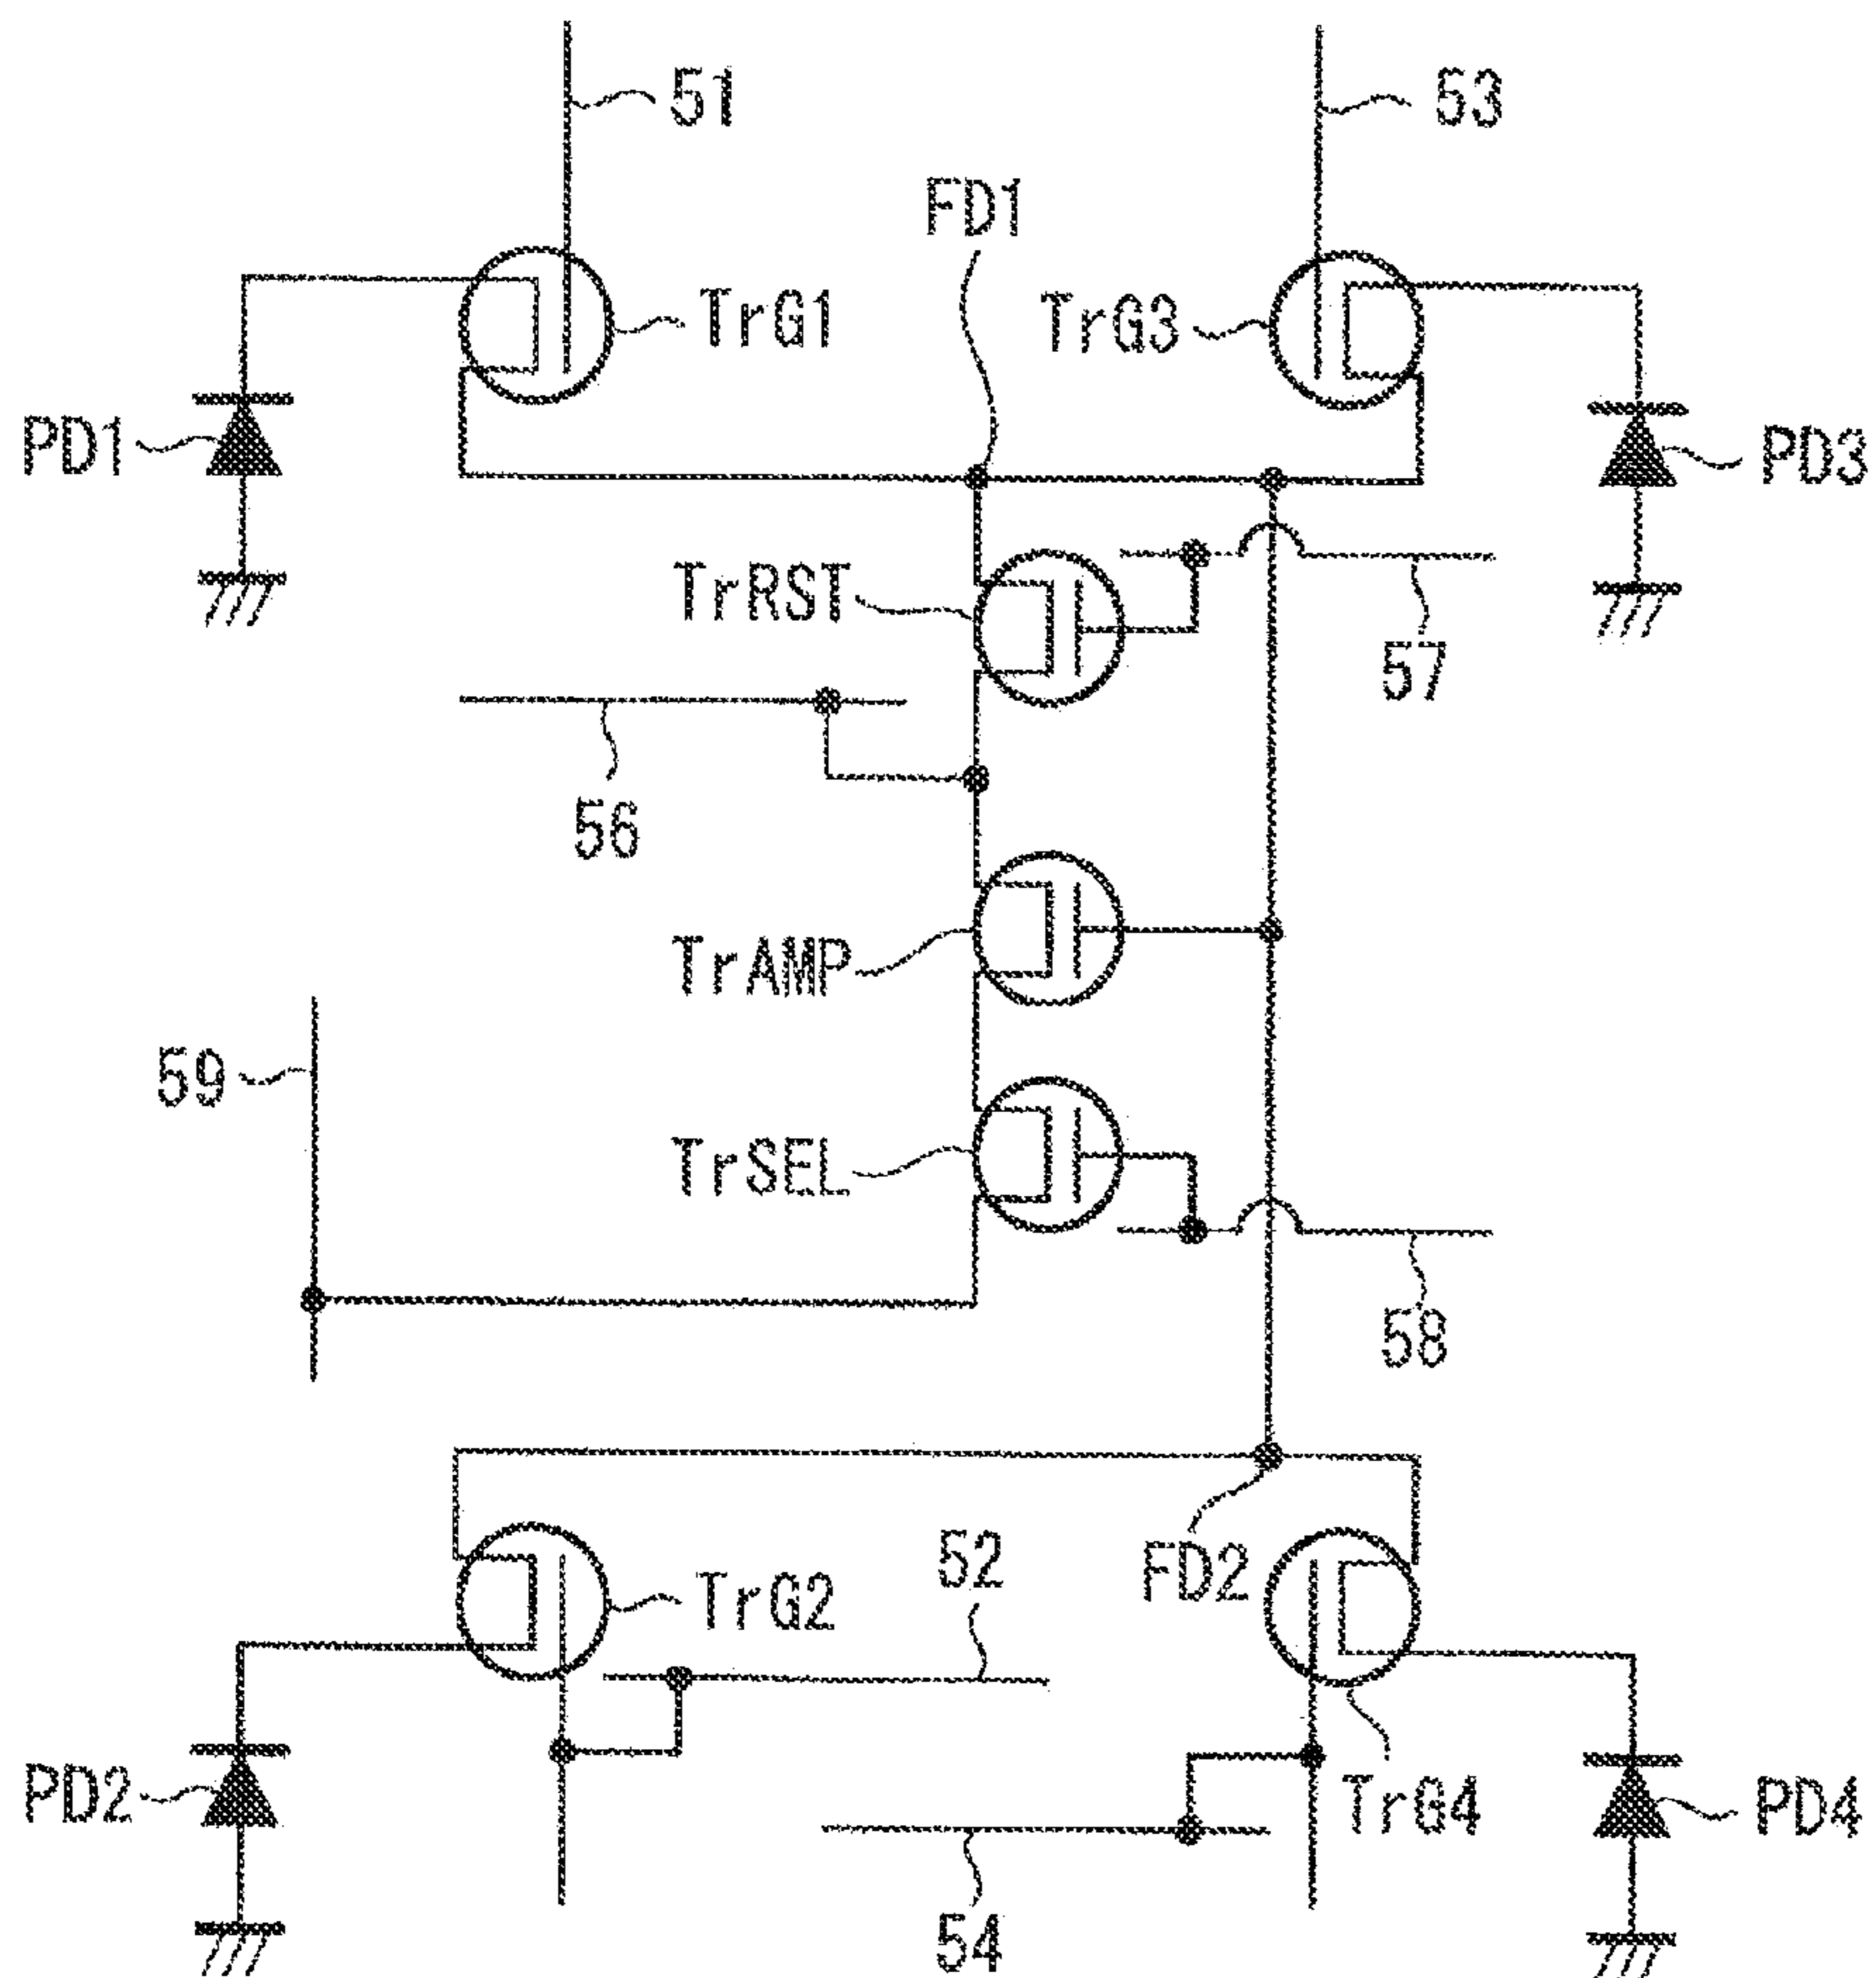 51
53
FD1
TrG1
TrG3
PD1
PD3
TrRST
57
56
TrAMP
59
TrSEL
58
52
FD2
TrG2
PD2
TrG4
PD4
54